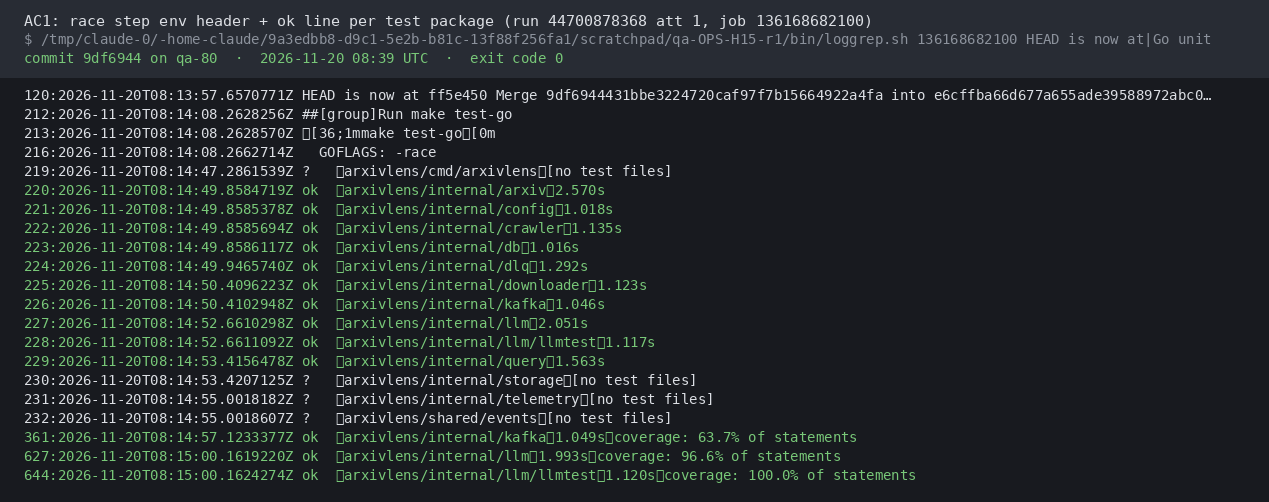 AC1: race step env header + ok line per test package (run 44700878368 att 1, job 136168682100)
$ /tmp/claude-0/-home-claude/9a3edbb8-d9c1-5e2b-b81c-13f88f256fa1/scratchpad/qa-OPS-H15-r1/bin/loggrep.sh 136168682100 HEAD is now at|Go unit
commit 9df6944 on qa-80 · 2026-11-20 08:39 UTC · exit code 0
120:2026-11-20T08:13:57.6570771Z HEAD is now at ff5e450 Merge 9df6944431bbe3224720caf97f7b15664922a4fa into e6cffba66d677a655ade39588972abc0…
212:2026-11-20T08:14:08.2628256Z ##[group]Run make test-go
213:2026-11-20T08:14:08.2628570Z □[36;1mmake test-go□[0m
216:2026-11-20T08:14:08.2662714Z   GOFLAGS: -race
219:2026-11-20T08:14:47.2861539Z ?   □arxivlens/cmd/arxivlens□[no test files]
220:2026-11-20T08:14:49.8584719Z ok  □arxivlens/internal/arxiv□2.570s
221:2026-11-20T08:14:49.8585378Z ok  □arxivlens/internal/config□1.018s
222:2026-11-20T08:14:49.8585694Z ok  □arxivlens/internal/crawler□1.135s
223:2026-11-20T08:14:49.8586117Z ok  □arxivlens/internal/db□1.016s
224:2026-11-20T08:14:49.9465740Z ok  □arxivlens/internal/dlq□1.292s
225:2026-11-20T08:14:50.4096223Z ok  □arxivlens/internal/downloader□1.123s
226:2026-11-20T08:14:50.4102948Z ok  □arxivlens/internal/kafka□1.046s
227:2026-11-20T08:14:52.6610298Z ok  □arxivlens/internal/llm□2.051s
228:2026-11-20T08:14:52.6611092Z ok  □arxivlens/internal/llm/llmtest□1.117s
229:2026-11-20T08:14:53.4156478Z ok  □arxivlens/internal/query□1.563s
230:2026-11-20T08:14:53.4207125Z ?   □arxivlens/internal/storage□[no test files]
231:2026-11-20T08:14:55.0018182Z ?   □arxivlens/internal/telemetry□[no test files]
232:2026-11-20T08:14:55.0018607Z ?   □arxivlens/shared/events□[no test files]
361:2026-11-20T08:14:57.1233377Z ok  □arxivlens/internal/kafka□1.049s□coverage: 63.7% of statements
627:2026-11-20T08:15:00.1619220Z ok  □arxivlens/internal/llm□1.993s□coverage: 96.6% of statements
644:2026-11-20T08:15:00.1624274Z ok  □arxivlens/internal/llm/llmtest□1.120s□coverage: 100.0% of statements